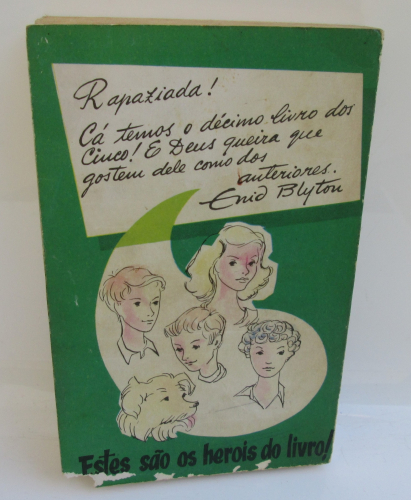 Rapaziada!
Cá temos o décimo livro dos
Cinco! E Deus queira que
gostem dele como dos
anteriores.
Enid Blyton
Estes são os herois do livro!